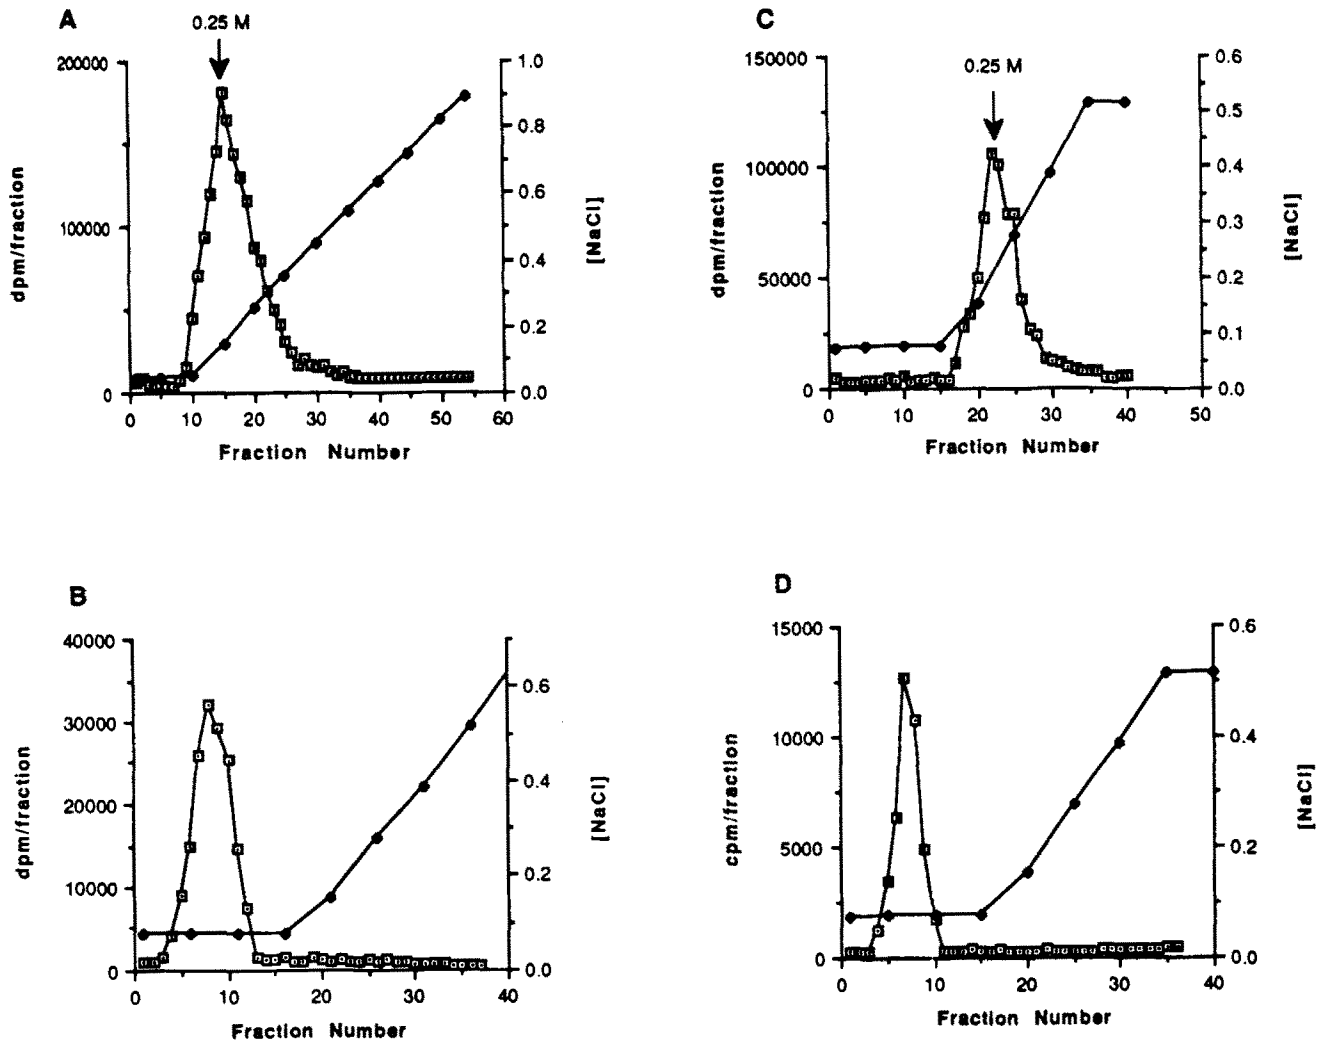 A
0.25 M
200000
100000
0
dpm/fraction
1.0
0.8
0.6
0.4
0.2
0.0
[NaCl]
0 10 20 30 40 50 60
Fraction Number
C
0.25 M
150000
100000
50000
0
dpm/fraction
0.6
0.5
0.4
0.3
0.2
0.1
0.0
[NaCl]
0 10 20 30 40 50
Fraction Number
B
40000
30000
20000
10000
0
dpm/fraction
0.6
0.4
0.2
0.0
[NaCl]
0 10 20 30 40
Fraction Number
D
15000
10000
5000
0
cpm/fraction
0.6
0.4
0.2
0.0
[NaCl]
0 10 20 30 40
Fraction Number